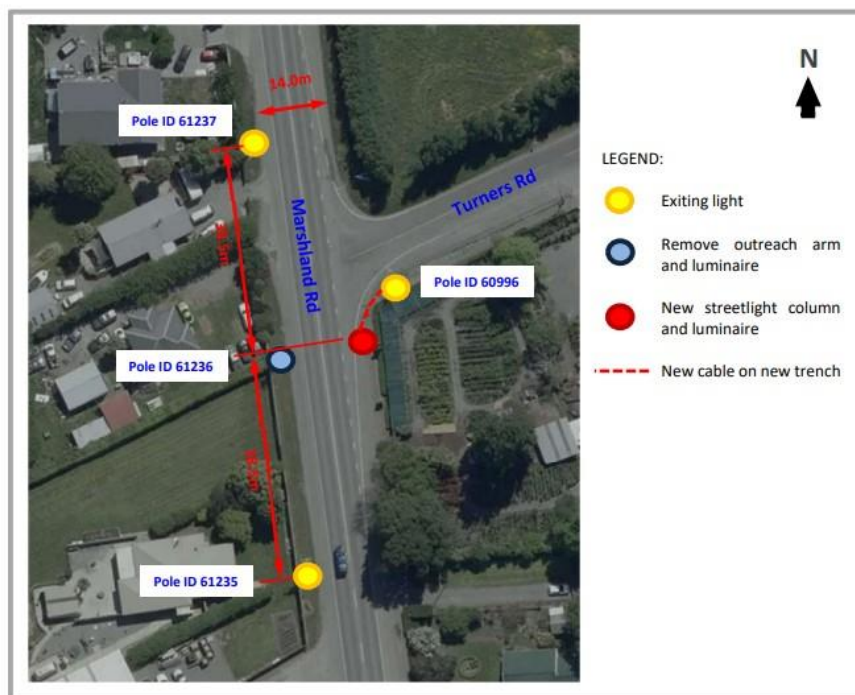 14.0m
N
Pole ID 61237
LEGEND:
Turners Rd
Exiting light
Marshland Rd
Remove outreach arm
and luminaire
Pole ID 60996
New streetlight column
and luminaire
Pole ID 61236
New cable on new trench
Pole ID 61235